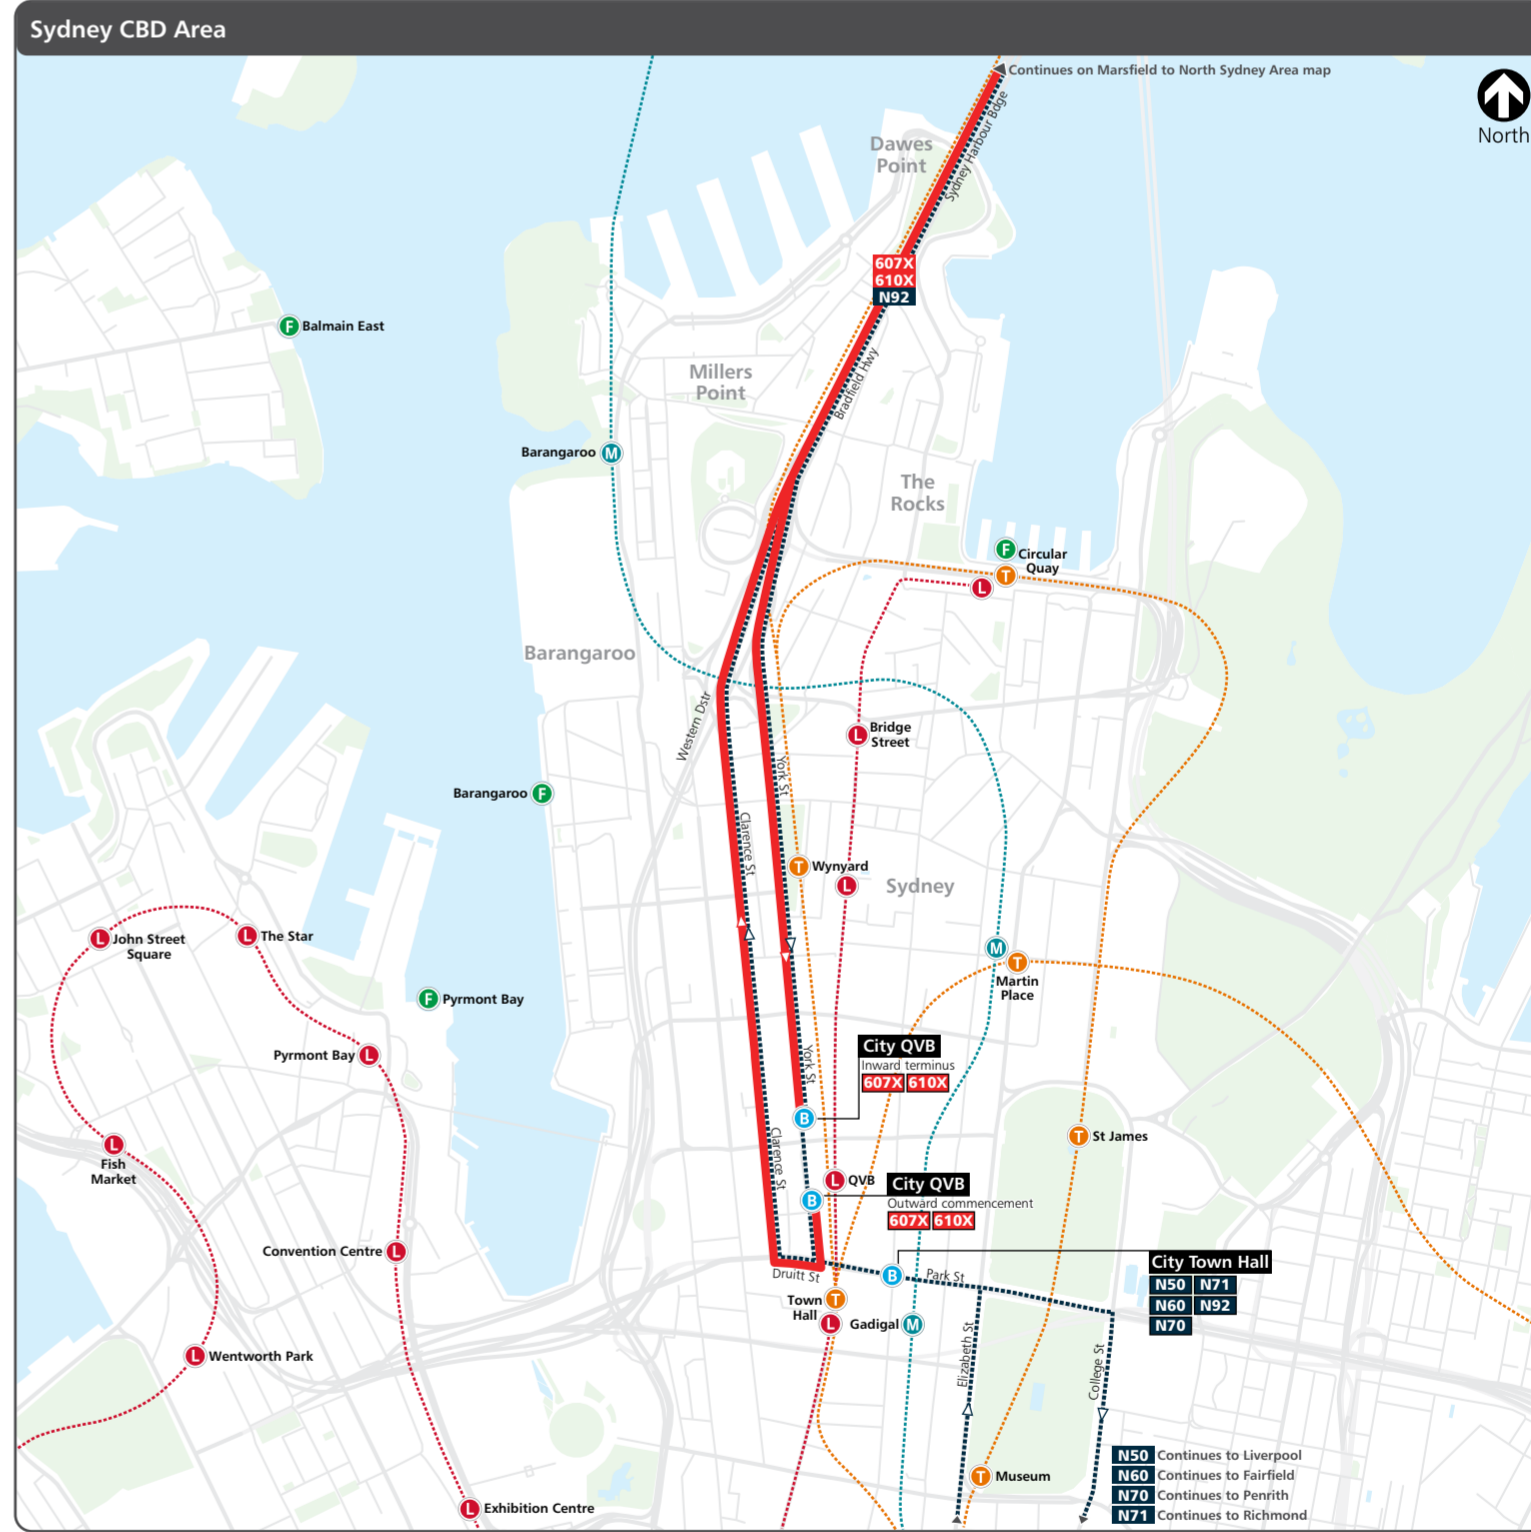 Sydney CBD Area
Continues on Marsfield to North Sydney Area map
North
Sydney Harbour Bdge
Dawes
Point
607X
610X
N92
F Balmain East
Bradfield Hwy
Millers
Point
Barangaroo M
The
Rocks
F
Circular
Quay
T
L
Barangaroo
Western Dstr
L Bridge
Street
York St
Barangaroo F
Clarence St
T Wynyard
L
Sydney
L John Street
Square
L The Star
M
T
Martin
Place
F Pyrmont Bay
Pyrmont Bay L
City QVB
Inward terminus
607X 610X
York St
B
Clarence St
T St James
L
Fish
Market
L QVB
City QVB
B
Outward commencement
607X 610X
Convention Centre L
City Town Hall
Druitt St
B
Park St
N50 N71
N60 N92
N70
Town
Hall
T
L
Gadigal M
Elizabeth St
College St
L Wentworth Park
T Museum
N50 Continues to Liverpool
N60 Continues to Fairfield
N70 Continues to Penrith
N71 Continues to Richmond
L Exhibition Centre